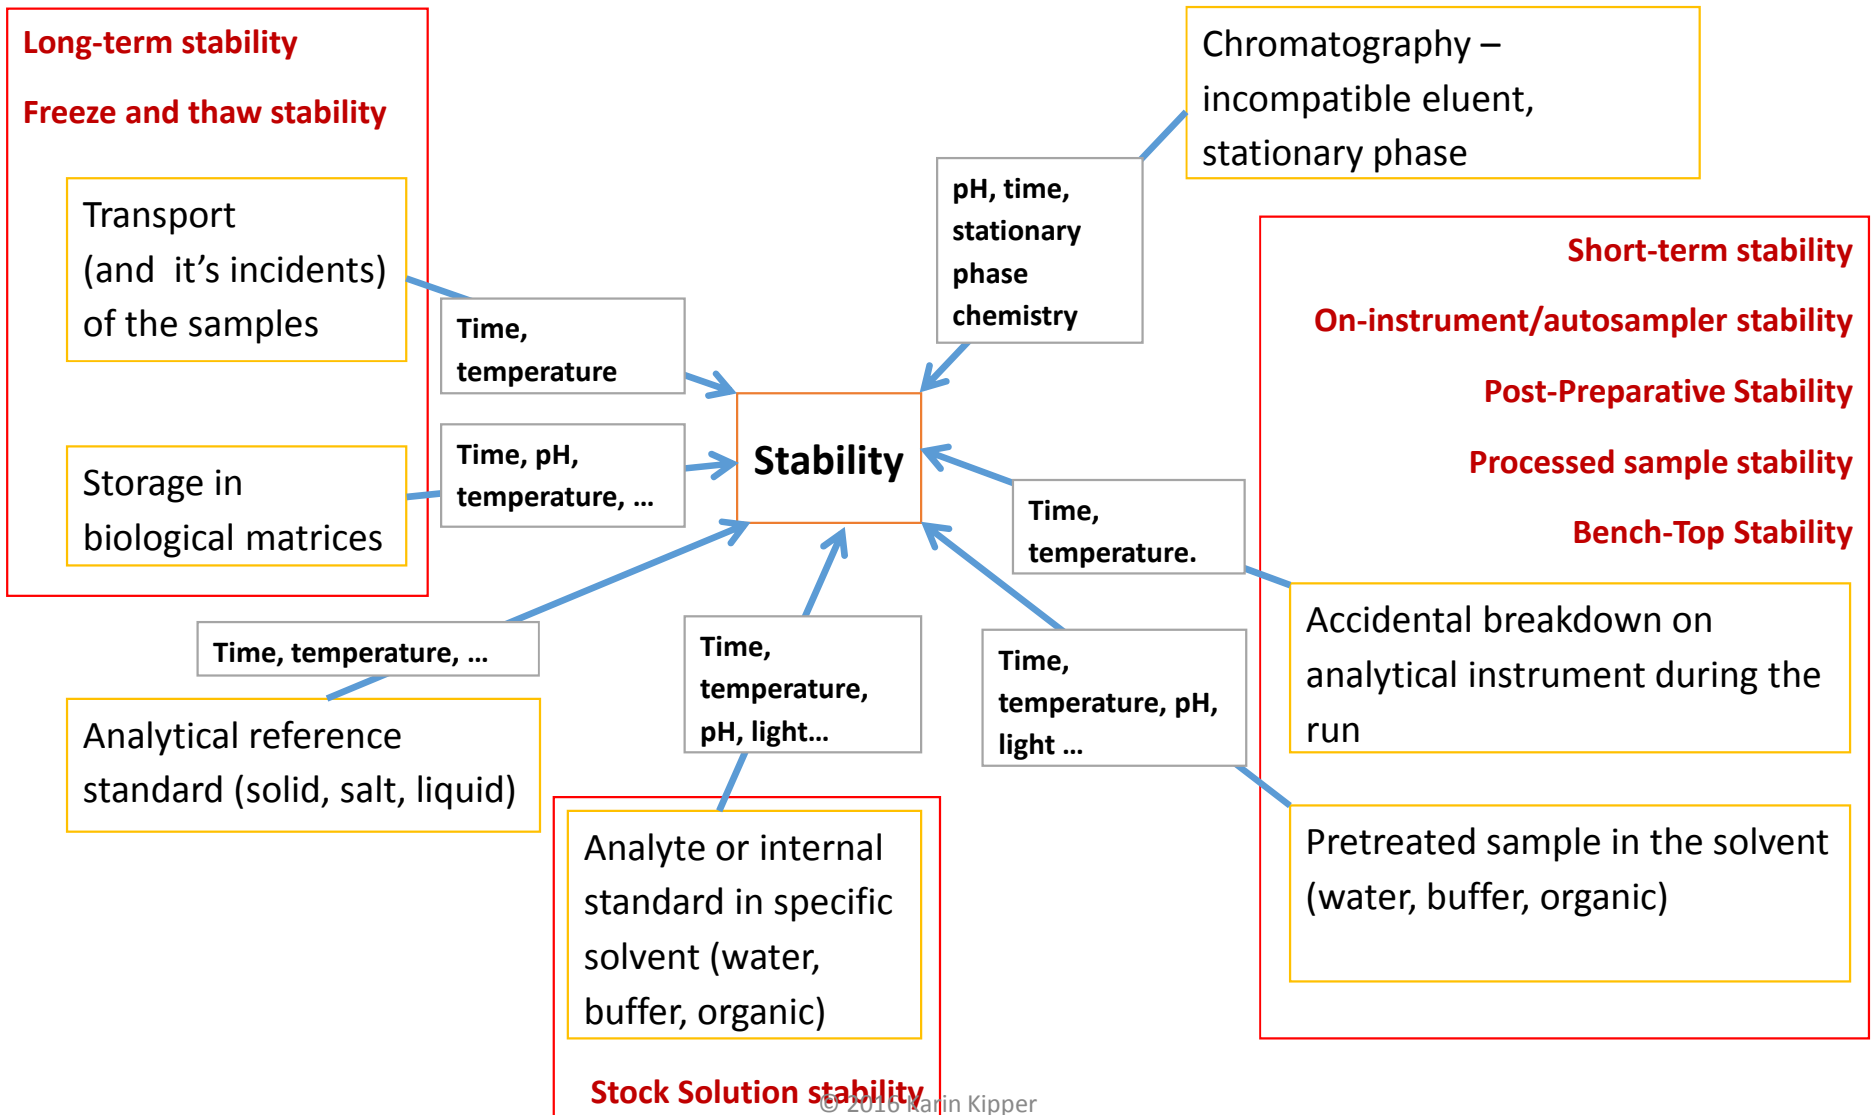 Long-term stability
Freeze and thaw stability
Transport
(and it's incidents)
of the samples
Time,
temperature
Storage in
biological matrices
Time, pH,
temperature, ...
Stability
Chromatography –
incompatible eluent,
stationary phase
pH, time,
stationary
phase
chemistry
Short-term stability
On-instrument/autosampler stability
Post-Preparative Stability
Processed sample stability
Bench-Top Stability
Time,
temperature.
Accidental breakdown on
analytical instrument during the
run
Time,
temperature, pH,
light ...
Pretreated sample in the solvent
(water, buffer, organic)
Time, temperature, ...
Analytical reference
standard (solid, salt, liquid)
Time,
temperature,
pH, light...
Analyte or internal
standard in specific
solvent (water,
buffer, organic)
Stock Solution stability
© 2016 Karin Kipper